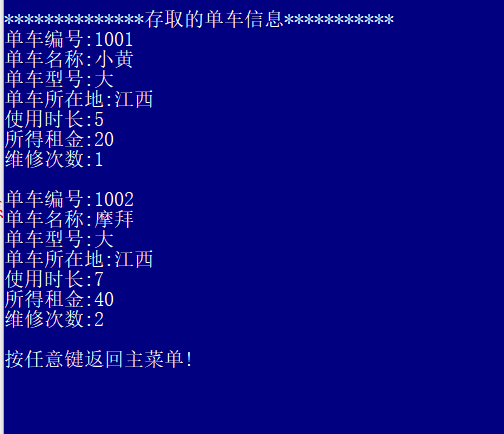 **************存取的单车信息***********
单车编号:1001
单车名称:小黄
单车型号:大
单车所在地:江西
使用时长:5
所得租金:20
维修次数:1
单车编号:1002
单车名称:摩拜
单车型号:大
单车所在地:江西
使用时长:7
所得租金:40
维修次数:2
按任意键返回主菜单!